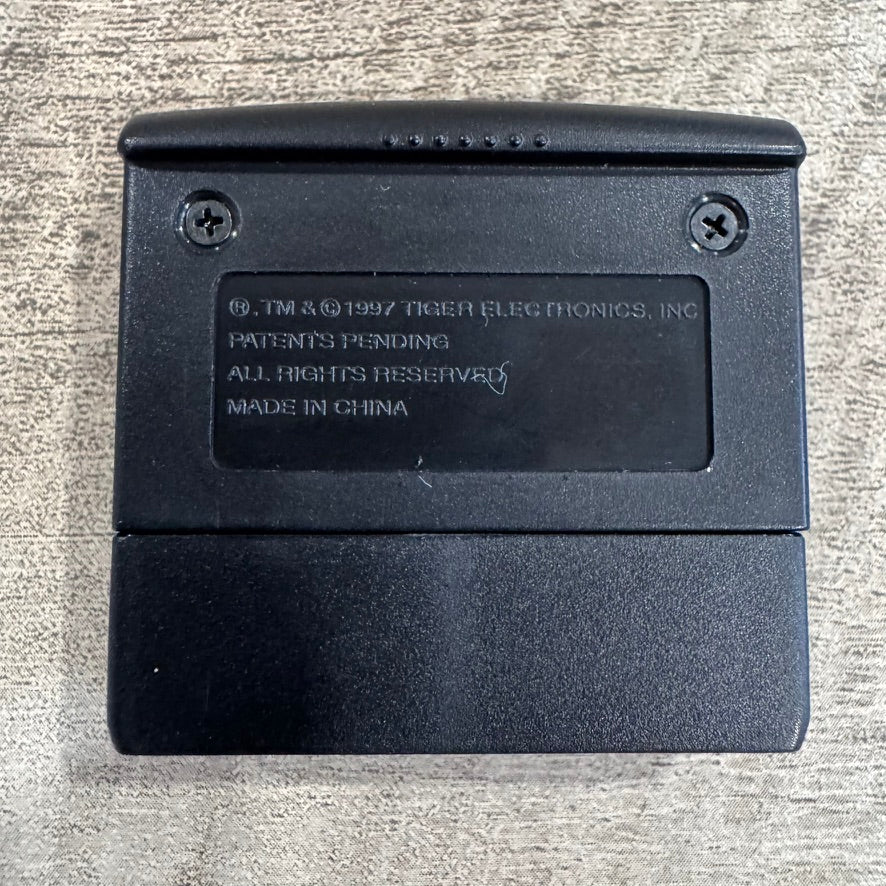 ®, TM & © 1997 TIGER ELECTRONICS, INC
PATENTS PENDING
ALL RIGHTS RESERVED
MADE IN CHINA